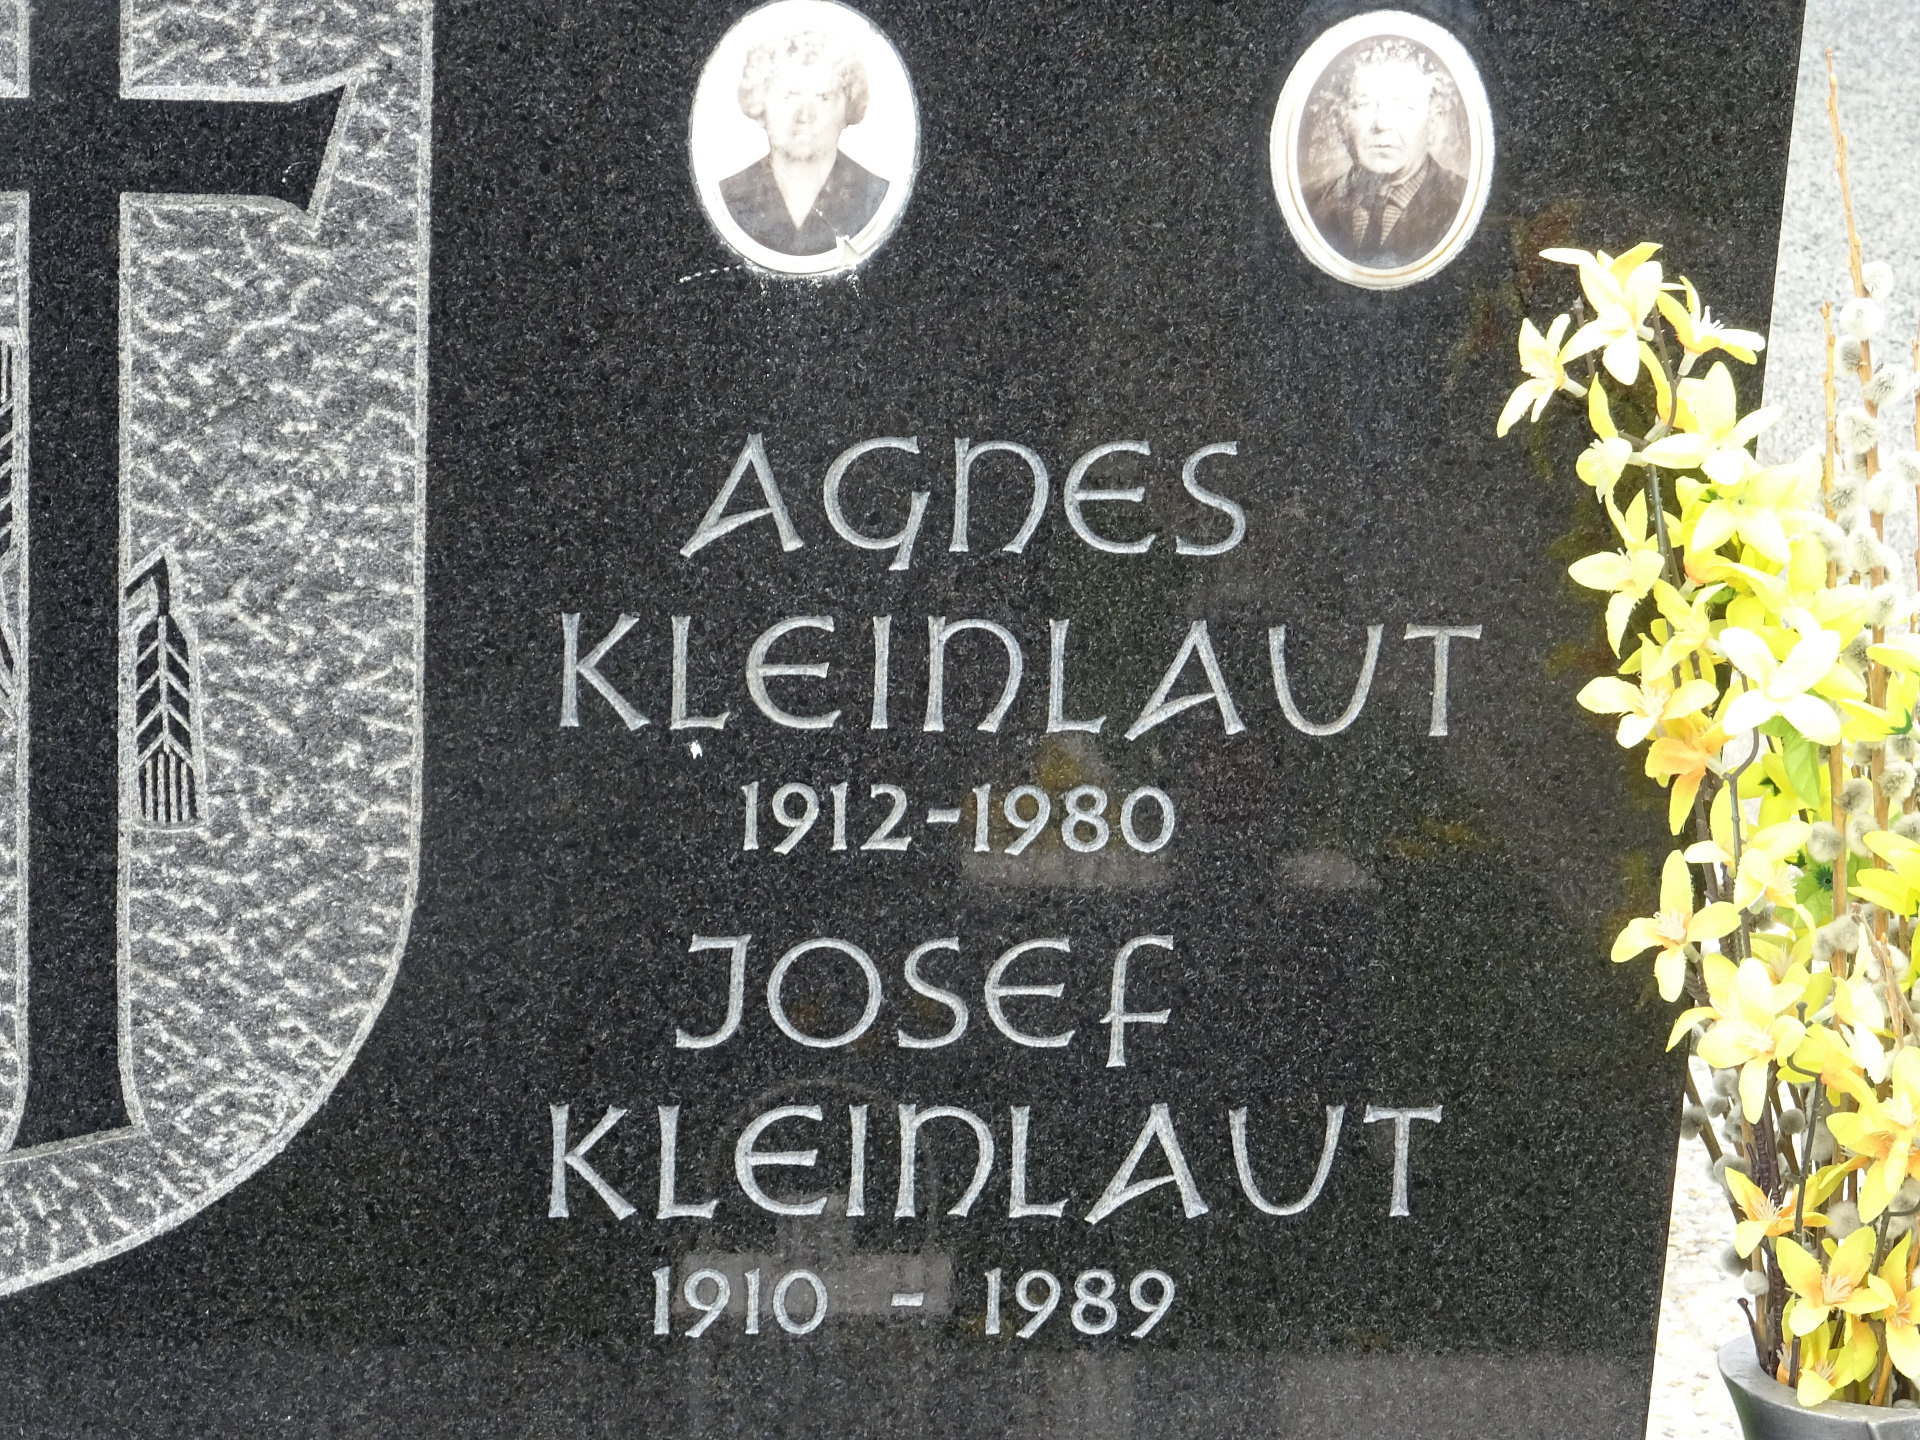 AGNES
KLEINLAUT
1912-1980
JOSEF
KLEINLAUT
1910 - 1989